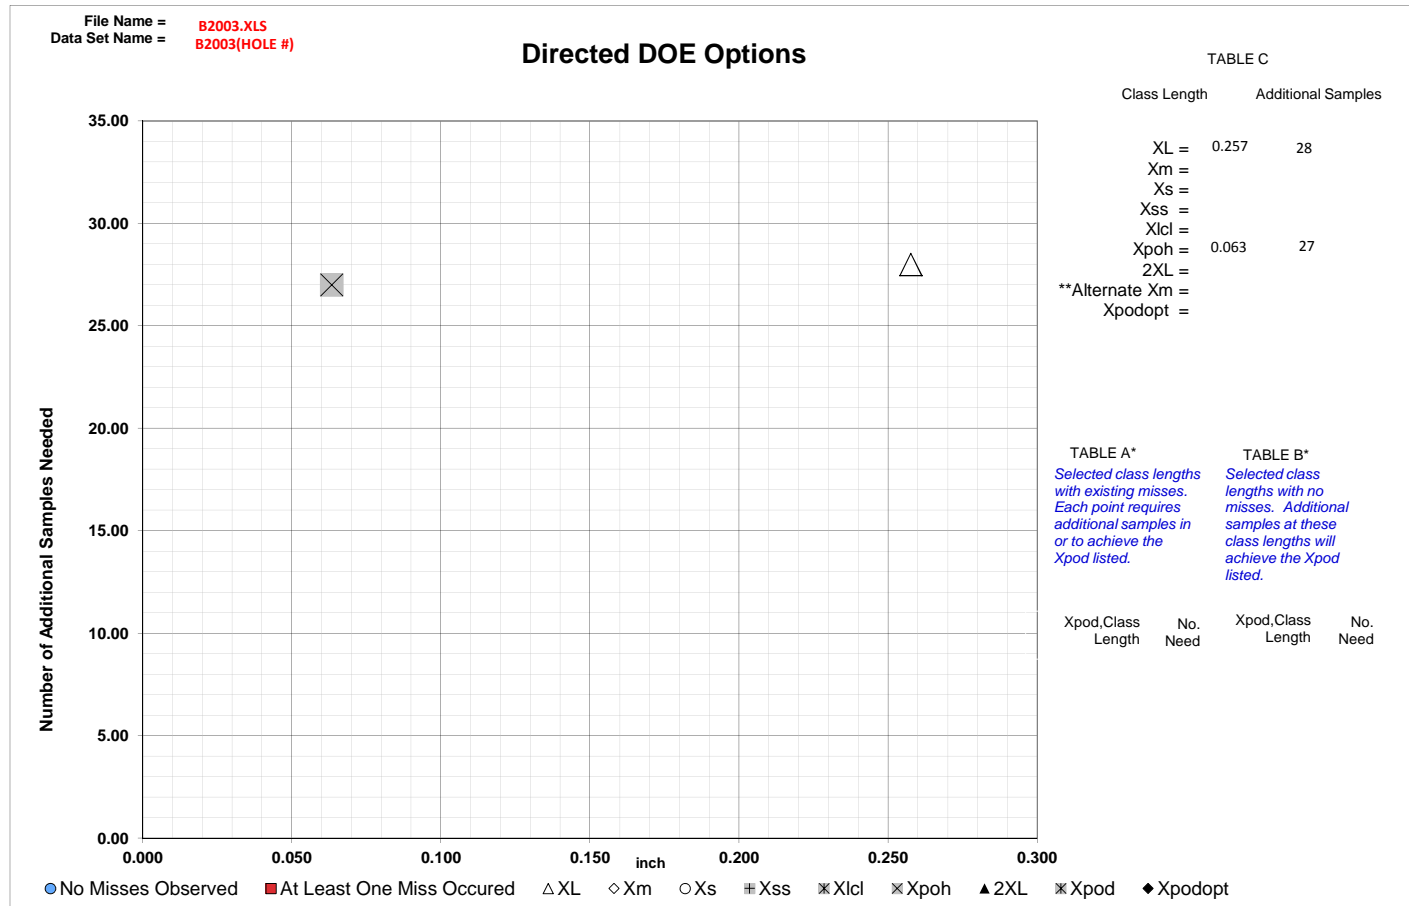 File Name = B2003.XLS
Data Set Name = B2003(HOLE #)
Directed DOE Options
TABLE C
Class Length Additional Samples
XL = 0.257 28
Xm =
Xs =
Xss =
Xlcl =
Xpoh = 0.063 27
2XL =
**Alternate Xm =
Xpodopt =
TABLE A*
Selected class lengths
with existing misses.
Each point requires
additional samples in
or to achieve the
Xpod listed.
TABLE B*
Selected class
lengths with no
misses. Additional
samples at these
class lengths will
achieve the Xpod
listed.
Xpod,Class
Length
No.
Need
Xpod,Class
Length
No.
Need
Number of Additional Samples Needed
35.00
30.00
25.00
20.00
15.00
10.00
5.00
0.00
0.000 0.050 0.100 0.150 0.200 0.250 0.300
inch
No Misses Observed At Least One Miss Occured XL Xm Xs Xss Xlcl Xpoh 2XL Xpod Xpodopt